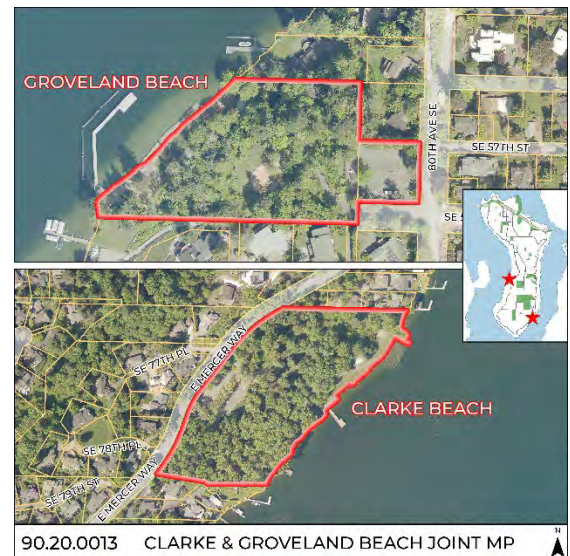 GROVELAND BEACH
80TH AVE SE
SE 57TH ST
E MERCER WAY
SE 77TH PL
CLARKE BEACH
SE 78TH PL
SE 79TH ST
E MERCER WAY
90.20.0013 CLARKE & GROVELAND BEACH JOINT MP
N